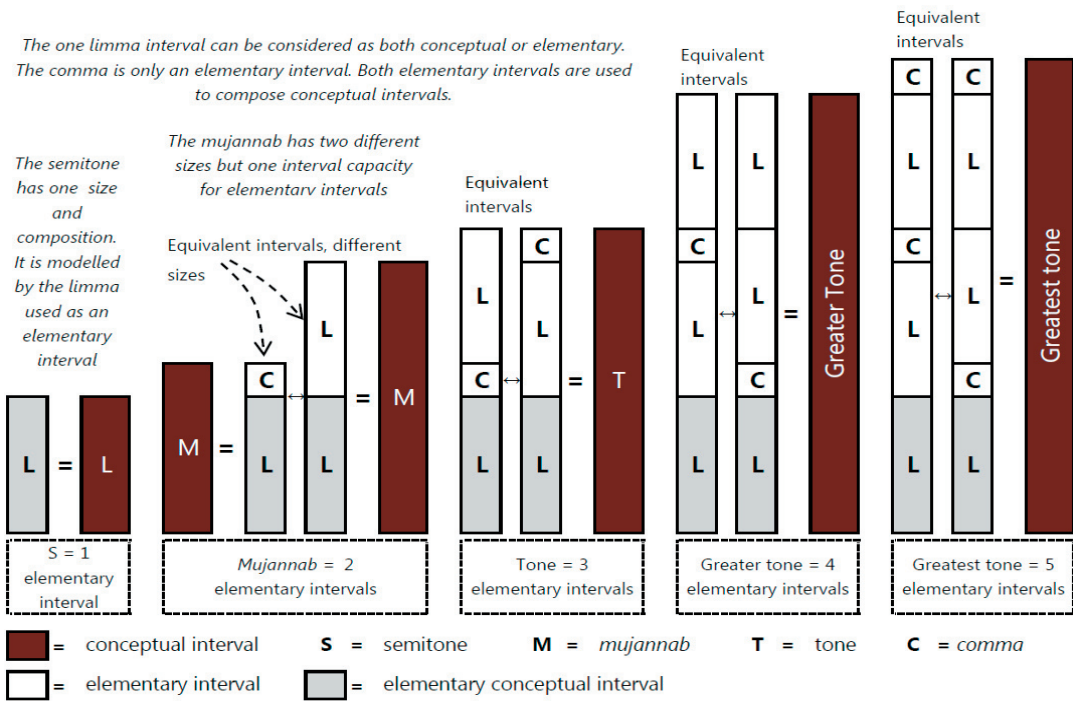 The one limma interval can be considered as both conceptual or elementary.
The comma is only an elementary interval. Both elementary intervals are used
to compose conceptual intervals.
The semitone
has one size
and
composition.
It is modelled
by the limma
used as an
elementary
interval
L
=
L
S = 1
elementary
interval
The mujannab has two different
sizes but one interval capacity
for elementary intervals
Equivalent intervals, different
sizes
M
=
C
L
↔
L
L
=
M
Mujannab = 2
elementary intervals
Equivalent
intervals
L
C
L
↔
C
L
L
=
T
Tone = 3
elementary intervals
Equivalent
intervals
L
C
L
L
↔
L
L
C
L
=
Greater Tone
Greater tone = 4
elementary intervals
Equivalent
intervals
C
L
C
L
L
↔
C
L
L
C
L
=
Greatest tone
Greatest tone = 5
elementary intervals
= conceptual interval S = semitone M = mujannab T = tone C = comma
= elementary interval = elementary conceptual interval